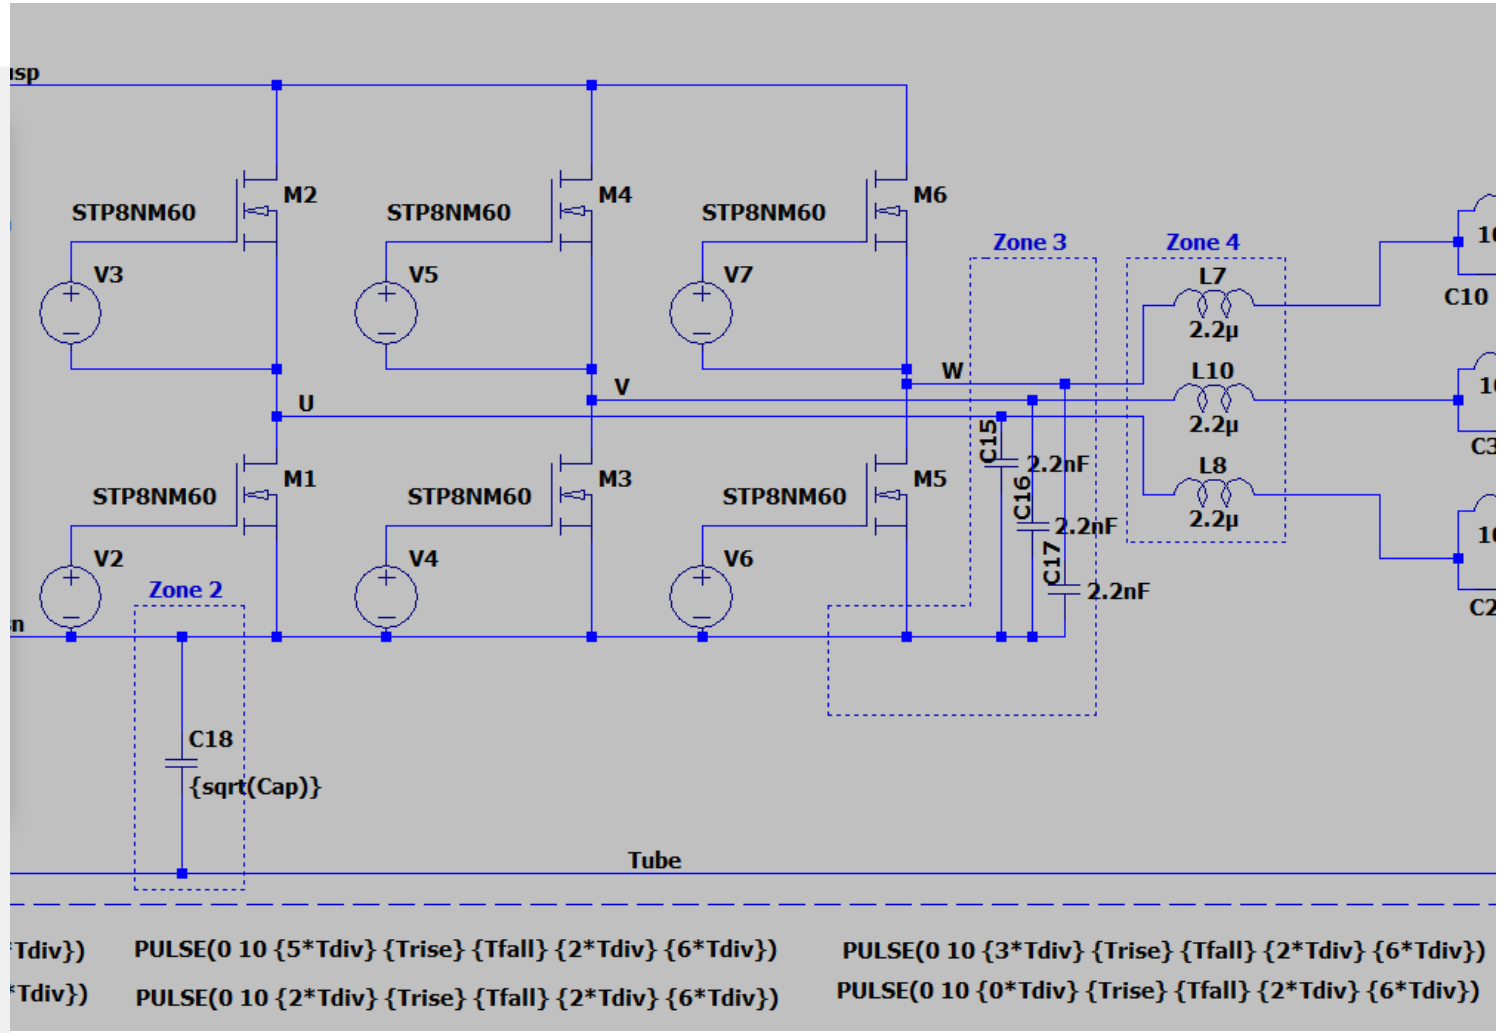 usp
M2
M4
M6
STP8NM60
STP8NM60
STP8NM60
Zone 3
Zone 4
V3
V5
V7
L7
C10
2.2µ
W
L10
V
U
2.2µ
C15
2.2nF
L8
M1
M3
M5
STP8NM60
STP8NM60
STP8NM60
C16
2.2µ
2.2nF
V2
V4
V6
C17
Zone 2
2.2nF
C18
{sqrt(Cap)}
Tube
*Tdiv})
PULSE(0 10 {5*Tdiv} {Trise} {Tfall} {2*Tdiv} {6*Tdiv})
PULSE(0 10 {3*Tdiv} {Trise} {Tfall} {2*Tdiv} {6*Tdiv})
*Tdiv})
PULSE(0 10 {2*Tdiv} {Trise} {Tfall} {2*Tdiv} {6*Tdiv})
PULSE(0 10 {0*Tdiv} {Trise} {Tfall} {2*Tdiv} {6*Tdiv})